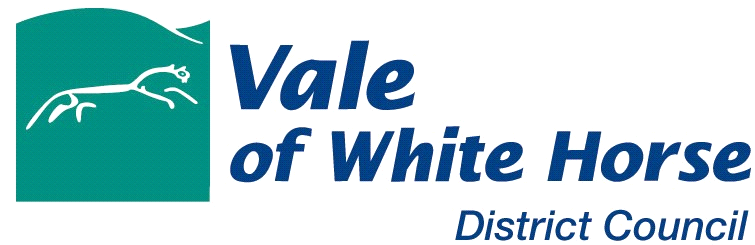 Vale
of White Horse
District Council